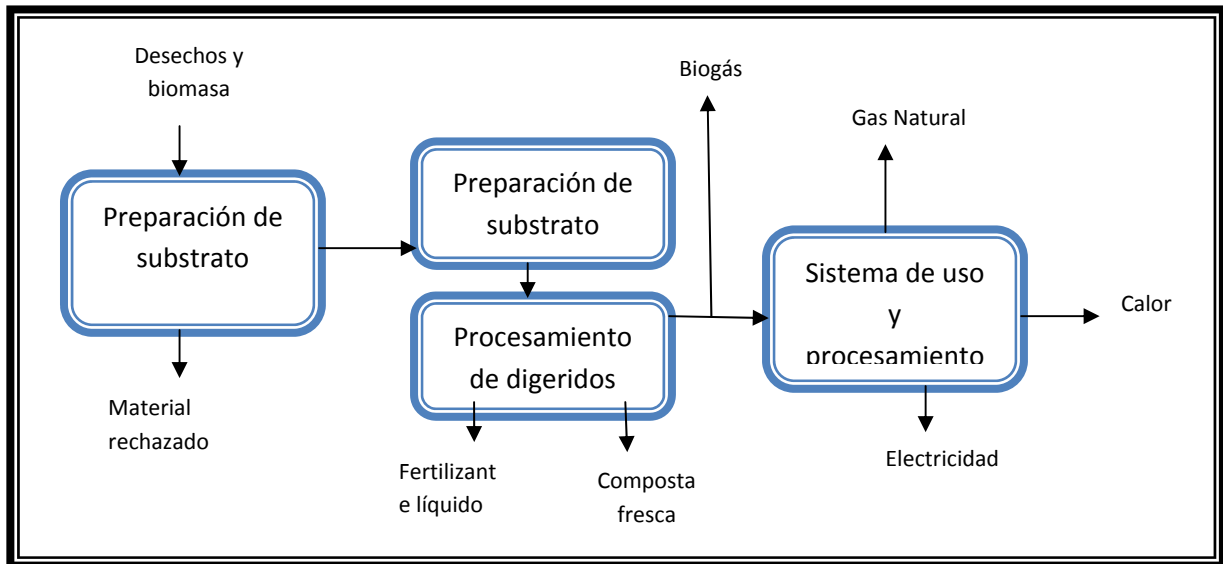 Desechos y
biomasa
Biogás
Gas Natural
Preparación de
substrato
Preparación de
substrato
Sistema de uso
y
procesamiento
Calor
Procesamiento
de digeridos
Material
rechazado
Fertilizant
e líquido
Composta
fresca
Electricidad